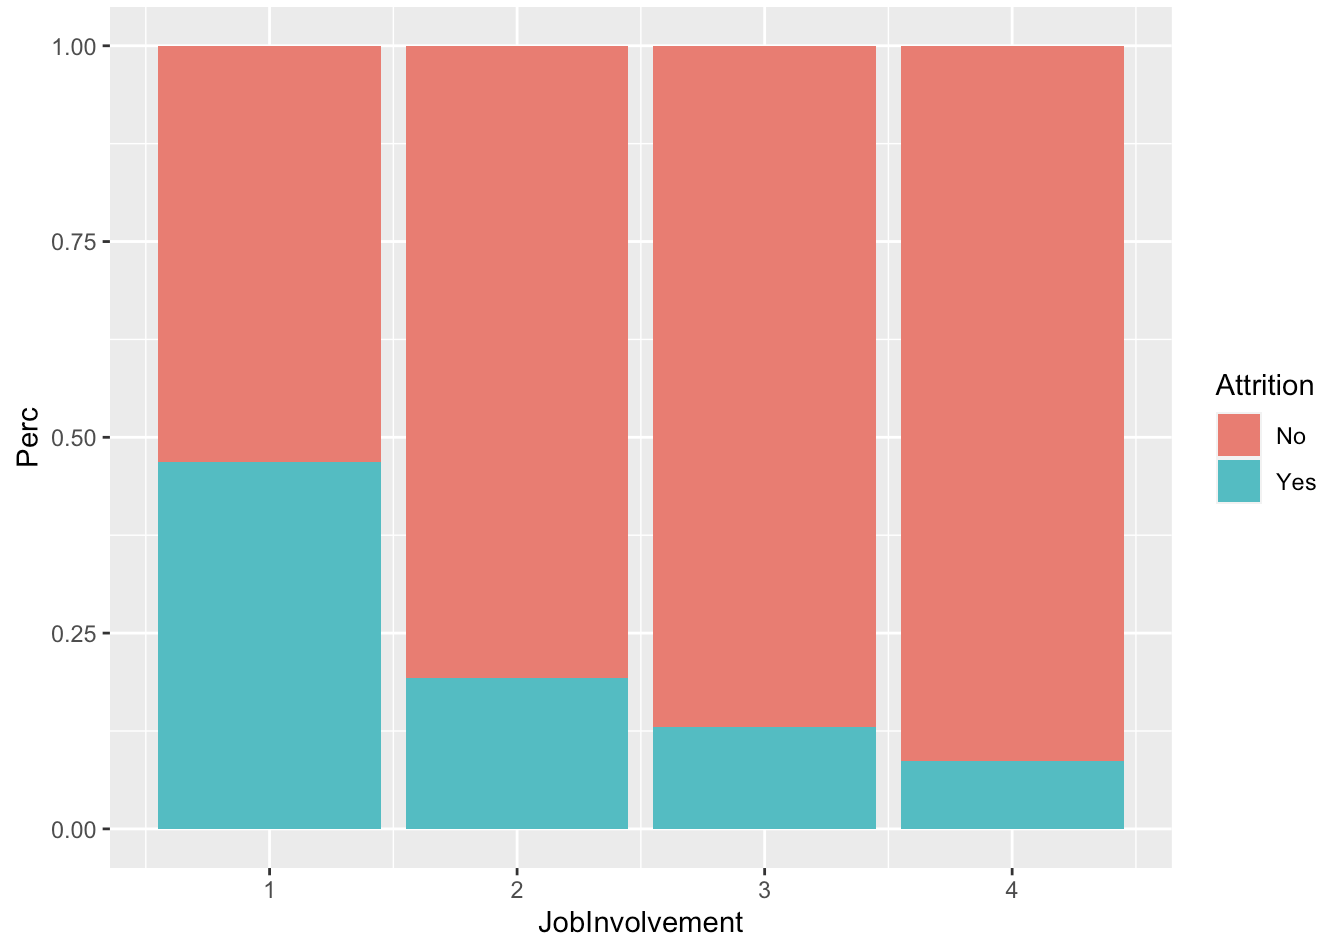 1.00
0.75
0.50
0.25
0.00
Perc
1 2 3 4
JobInvolvement
Attrition
No
Yes